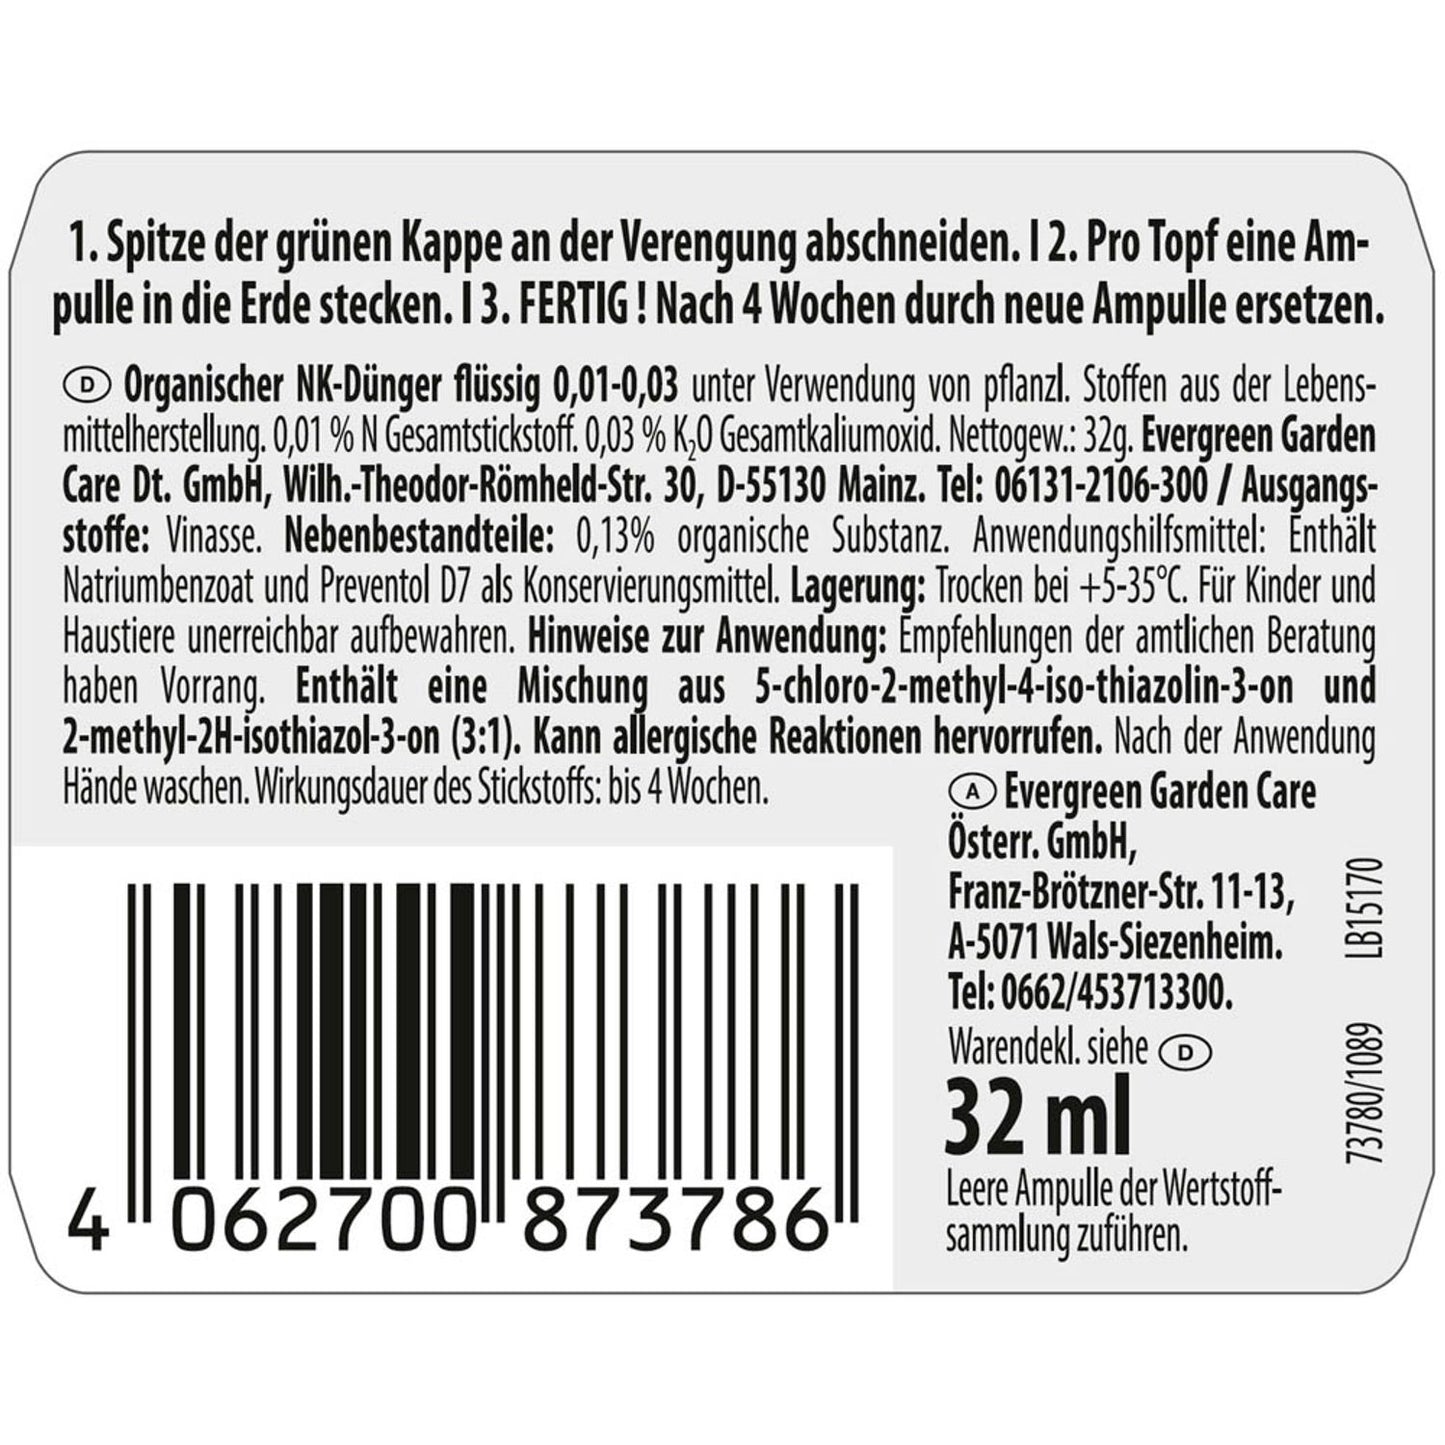 1. Spitze der grünen Kappe an der Verengung abschneiden. I 2. Pro Topf eine Am-
pulle in die Erde stecken. I 3. FERTIG ! Nach 4 Wochen durch neue Ampulle ersetzen.
D Organischer NK-Dünger flüssig 0,01-0,03 unter Verwendung von pflanzl. Stoffen aus der Lebens-
mittelherstellung. 0,01 % N Gesamtstickstoff. 0,03 % K₂O Gesamtkaliumoxid. Nettogew.: 32g. Evergreen Garden
Care Dt. GmbH, Wilh.-Theodor-Römheld-Str. 30, D-55130 Mainz. Tel: 06131-2106-300 / Ausgangs-
stoffe: Vinasse. Nebenbestandteile: 0,13% organische Substanz. Anwendungshilfsmittel: Enthält
Natriumbenzoat und Preventol D7 als Konservierungsmittel. Lagerung: Trocken bei +5-35°C. Für Kinder und
Haustiere unerreichbar aufbewahren. Hinweise zur Anwendung: Empfehlungen der amtlichen Beratung
haben Vorrang. Enthält eine Mischung aus 5-chloro-2-methyl-4-iso-thiazolin-3-on und
2-methyl-2H-isothiazol-3-on (3:1). Kann allergische Reaktionen hervorrufen. Nach der Anwendung
Hände waschen. Wirkungsdauer des Stickstoffs: bis 4 Wochen.
A Evergreen Garden Care
Österr. GmbH,
Franz-Brötzner-Str. 11-13,
A-5071 Wals-Siezenheim.
Tel: 0662/453713300.
Warendekl. siehe D
32 ml
Leere Ampulle der Wertstoff-
sammlung zuführen.
73780/1089 LB15170
4 062700 873786